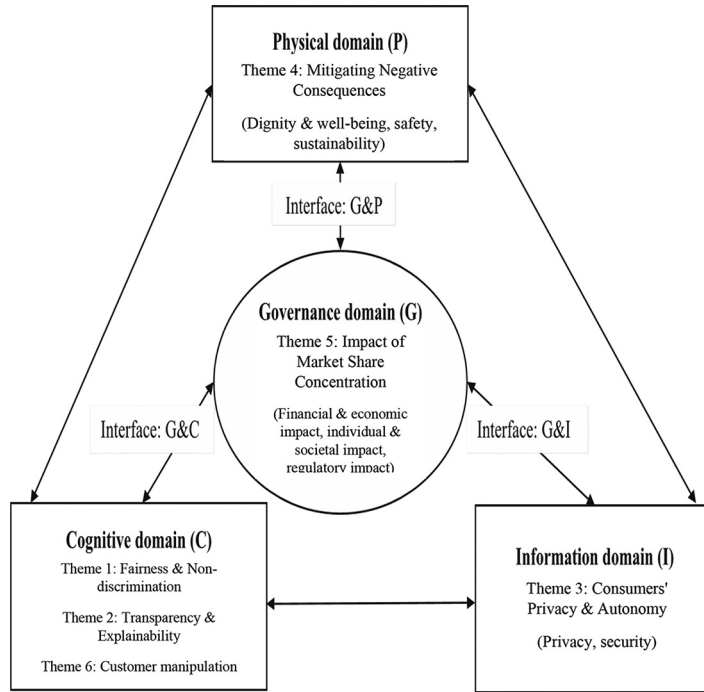 Physical domain (P)
Theme 4: Mitigating Negative
Consequences
(Dignity & well-being, safety,
sustainability)
Interface: G&P
Governance domain (G)
Theme 5: Impact of
Market Share
Concentration
(Financial & economic
impact, individual &
societal impact,
regulatory impact)
Interface: G&C
Interface: G&I
Cognitive domain (C)
Theme 1: Fairness & Non-
discrimination
Theme 2: Transparency &
Explainability
Theme 6: Customer manipulation
Information domain (I)
Theme 3: Consumers'
Privacy & Autonomy
(Privacy, security)